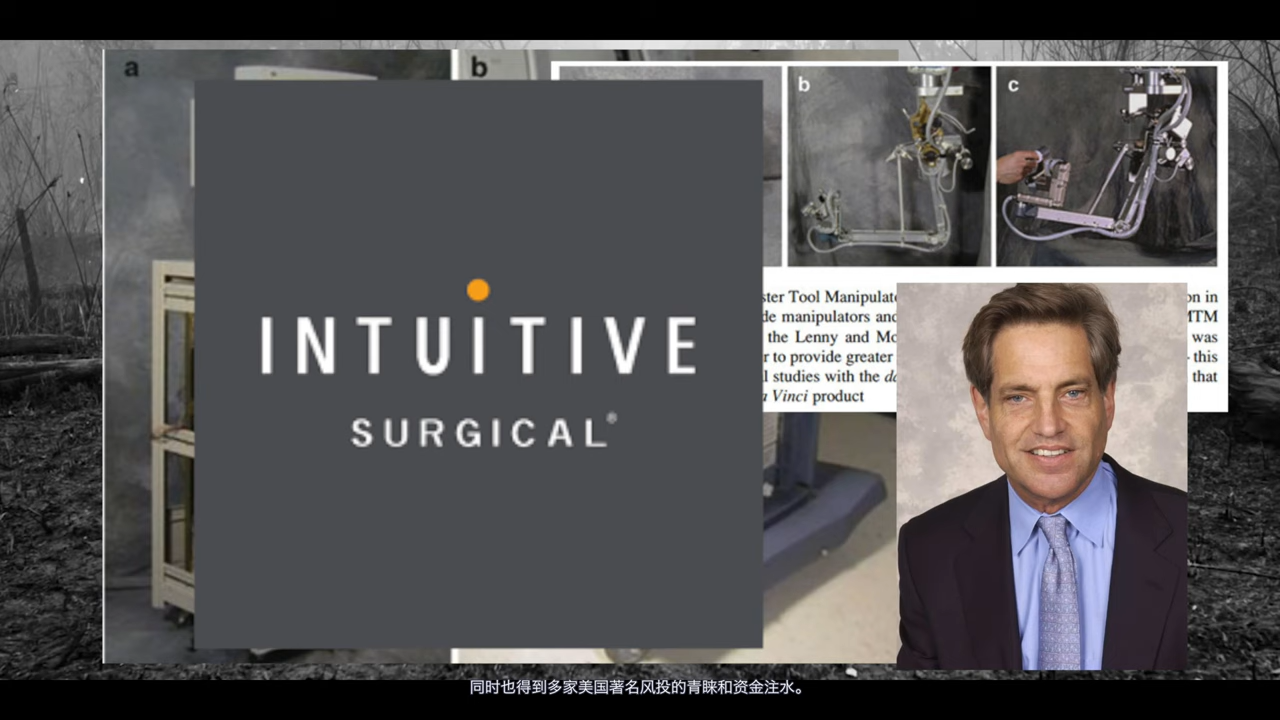 a
b
b
c
INTUITIVE
SURGICAL®
ster Tool Manipulato
on in
de manipulators and
MTM
the Lenny and Mo
was
r to provide greater
- this
l studies with the da
that
a Vinci product
同时也得到多家美国著名风投的青睐和资金注水。